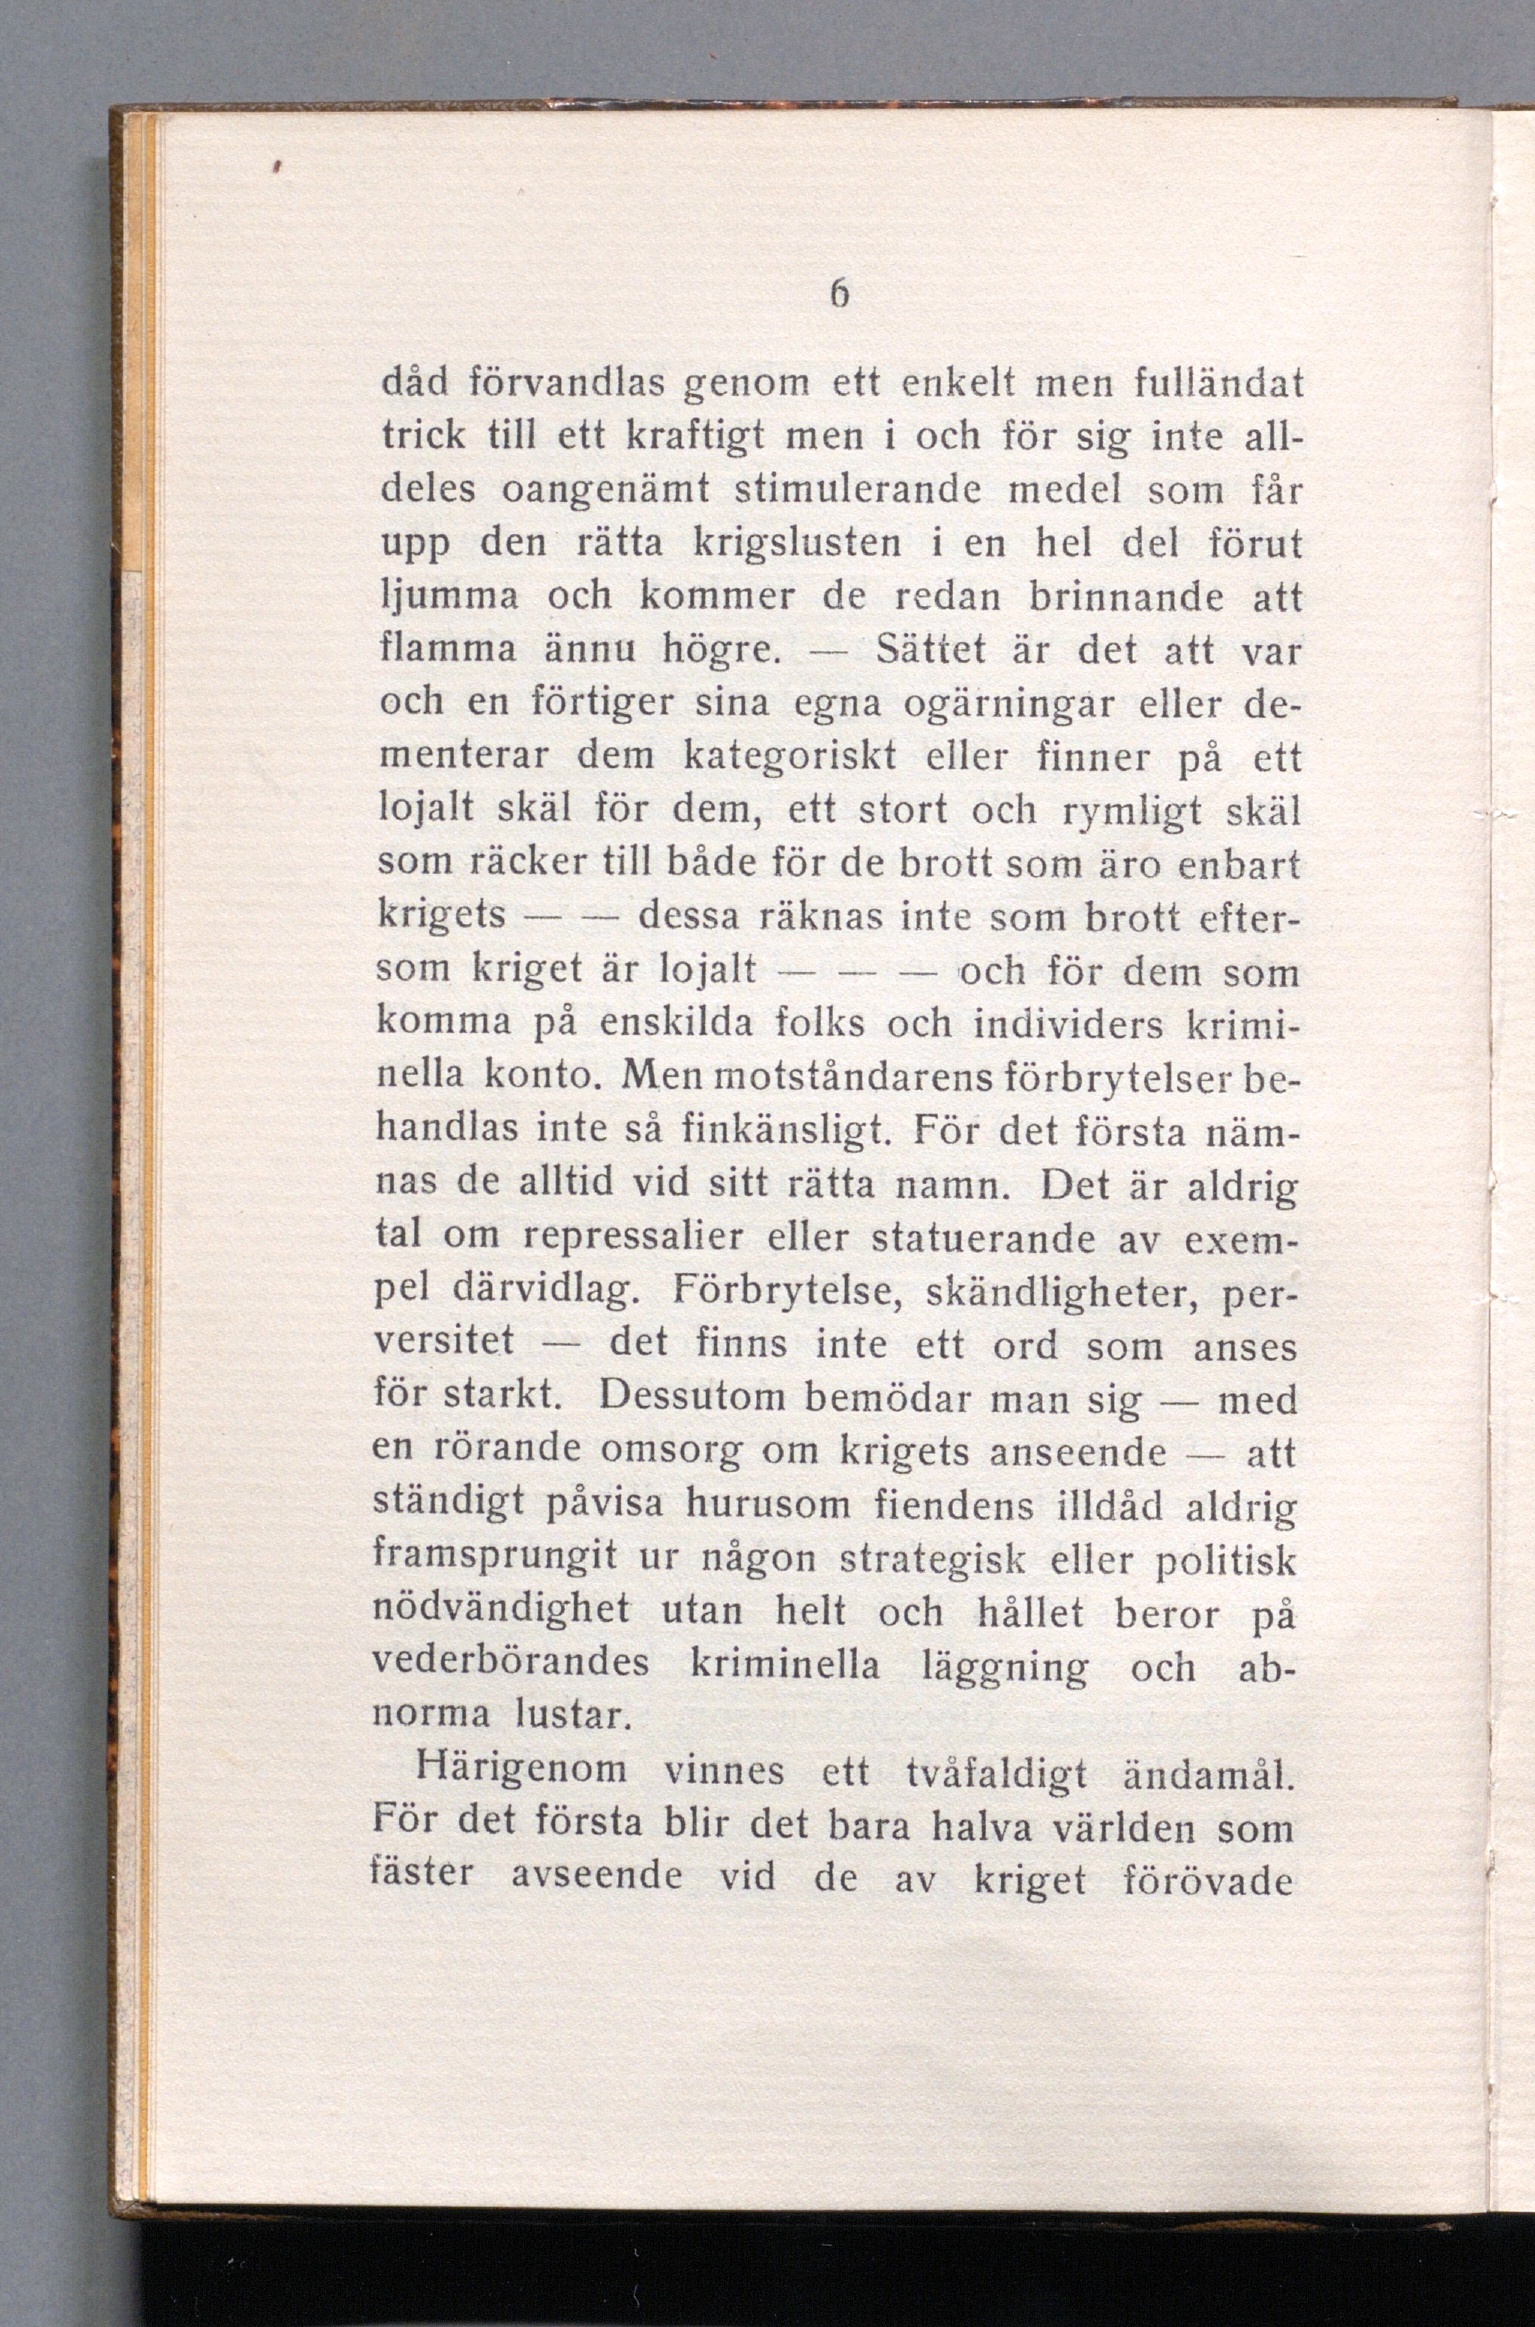 6
dåd förvandlas genom ett enkelt men fulländat
trick till ett kraftigt men i och för sig inte all-
deles oangenämt stimulerande medel som får
upp den rätta krigslusten i en hel del förut
ljumma och kommer de redan brinnande att
flamma ännu högre. — Sättet är det att var
och en förtiger sina egna ogärningar eller de-
menterar dem kategoriskt eller finner på ett
lojalt skäl för dem, ett stort och rymligt skäl
som räcker till både för de brott som äro enbart
krigets — — dessa räknas inte som brott efter-
som kriget är lojalt — — — och för dem som
komma på enskilda folks och individers krimi-
nella konto. Men motståndarens förbrytelser be-
handlas inte så finkänsligt. För det första näm-
nas de alltid vid sitt rätta namn. Det är aldrig
tal om repressalier eller statuerande av exem-
pel därvidlag. Förbrytelse, skändligheter, per-
versitet — det finns inte ett ord som anses
för starkt. Dessutom bemödar man sig — med
en rörande omsorg om krigets anseende — att
ständigt påvisa hurusom fiendens illdåd aldrig
framsprungit ur någon strategisk eller politisk
nödvändighet utan helt och hållet beror på
vederbörandes kriminella läggning och ab-
norma lustar.
Härigenom vinnes ett tvåfaldigt ändamål.
För det första blir det bara halva världen som
fäster avseende vid de av kriget förövade